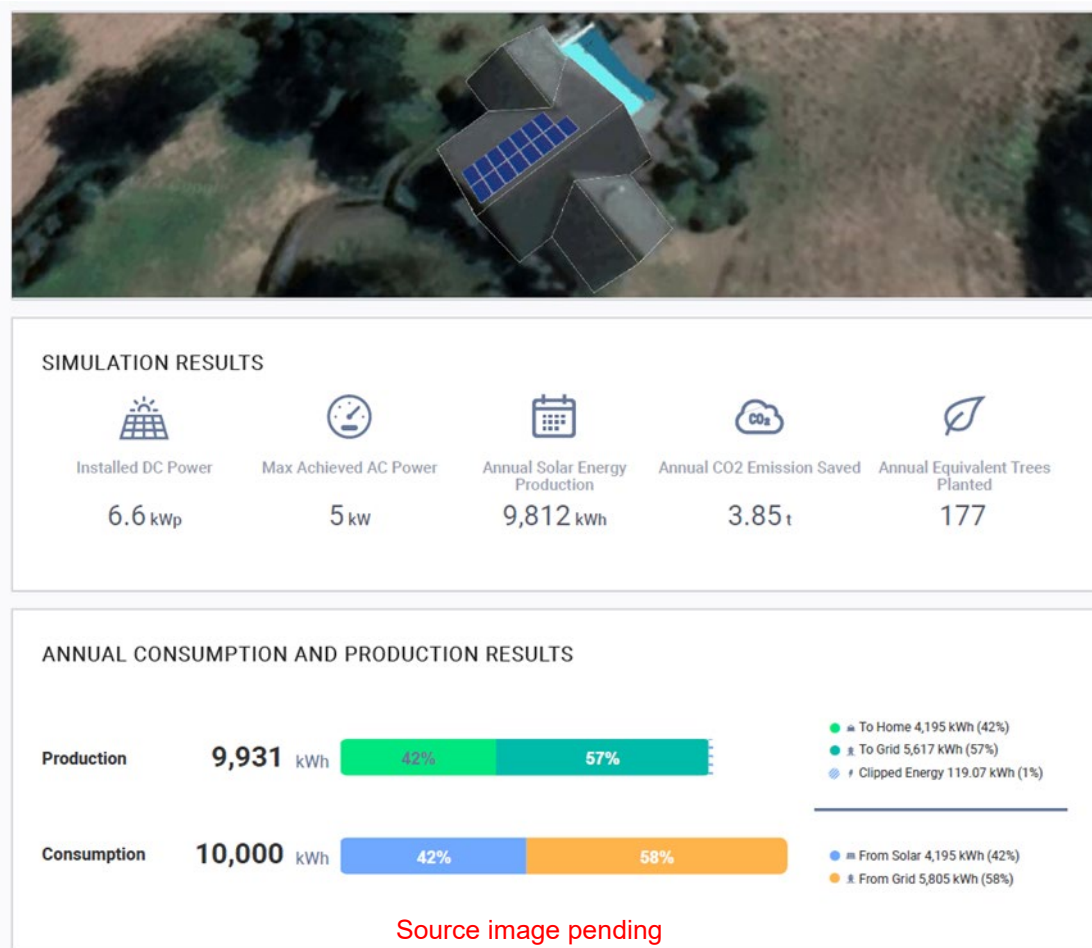 SIMULATION RESULTS
CO₂
Installed DC Power
Max Achieved AC Power
Annual Solar Energy
Production
Annual CO2 Emission Saved
Annual Equivalent Trees
Planted
6.6 kWp
5 kW
9,812 kWh
3.85 t
177
ANNUAL CONSUMPTION AND PRODUCTION RESULTS
Production 9,931 kWh 42% 57%
To Home 4,195 kWh (42%)
To Grid 5,617 kWh (57%)
Clipped Energy 119.07 kWh (1%)
Consumption 10,000 kWh 42% 58%
From Solar 4,195 kWh (42%)
From Grid 5,805 kWh (58%)
Source image pending